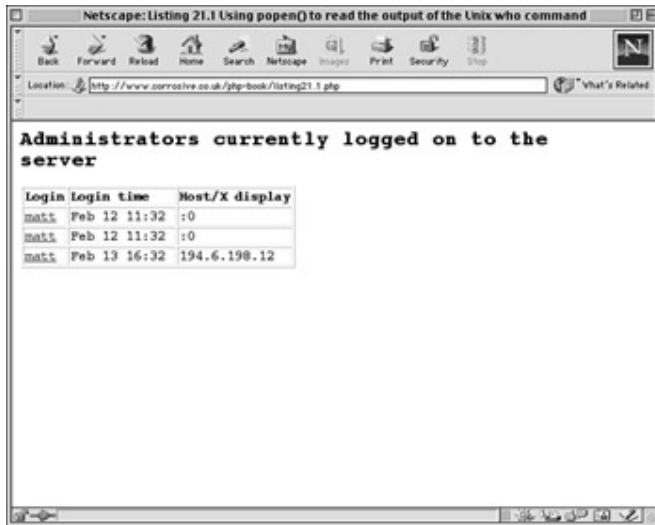 Netscape: Listing 21.1 Using popen() to read the output of the Unix who command
Back Forward Reload Home Search Netscape Images Print Security Stop
Location: http://www.corrosive.co.uk/php-book/listing21.1.php What's Related
Administrators currently logged on to the
server
Login Login time Host/X display
matt Feb 12 11:32 :0
matt Feb 12 11:32 :0
matt Feb 13 16:32 194.6.198.12